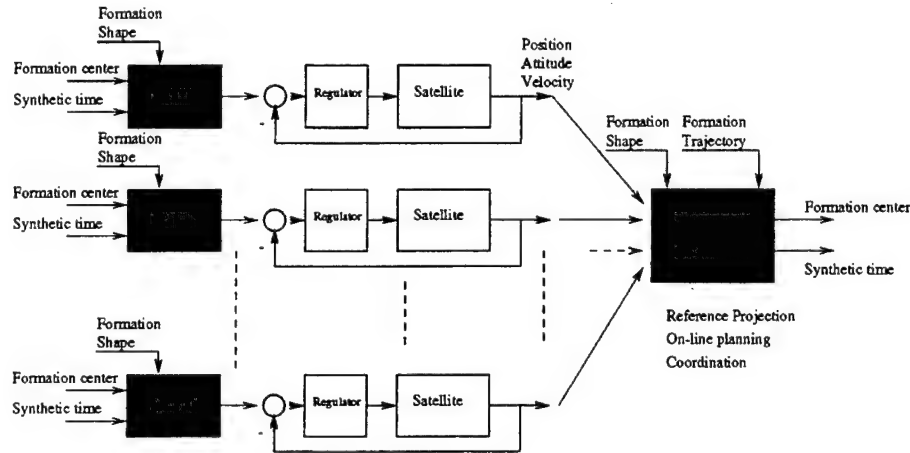 Formation
Shape
Formation center
Synthetic time
Regulator
Satellite
Position
Attitude
Velocity
Formation
Shape
Formation
Trajectory
Formation
Shape
Formation center
Synthetic time
Regulator
Satellite
Formation center
Synthetic time
Reference Projection
On-line planning
Coordination
Formation
Shape
Formation center
Synthetic time
Regulator
Satellite